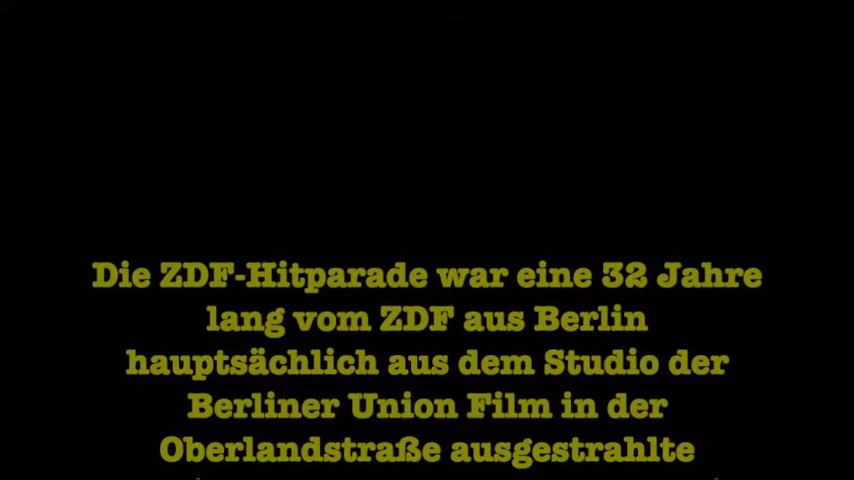 Die ZDF-Hitparade war eine 32 Jahre
lang vom ZDF aus Berlin
hauptsächlich aus dem Studio der
Berliner Union Film in der
Oberlandstraße ausgestrahlte